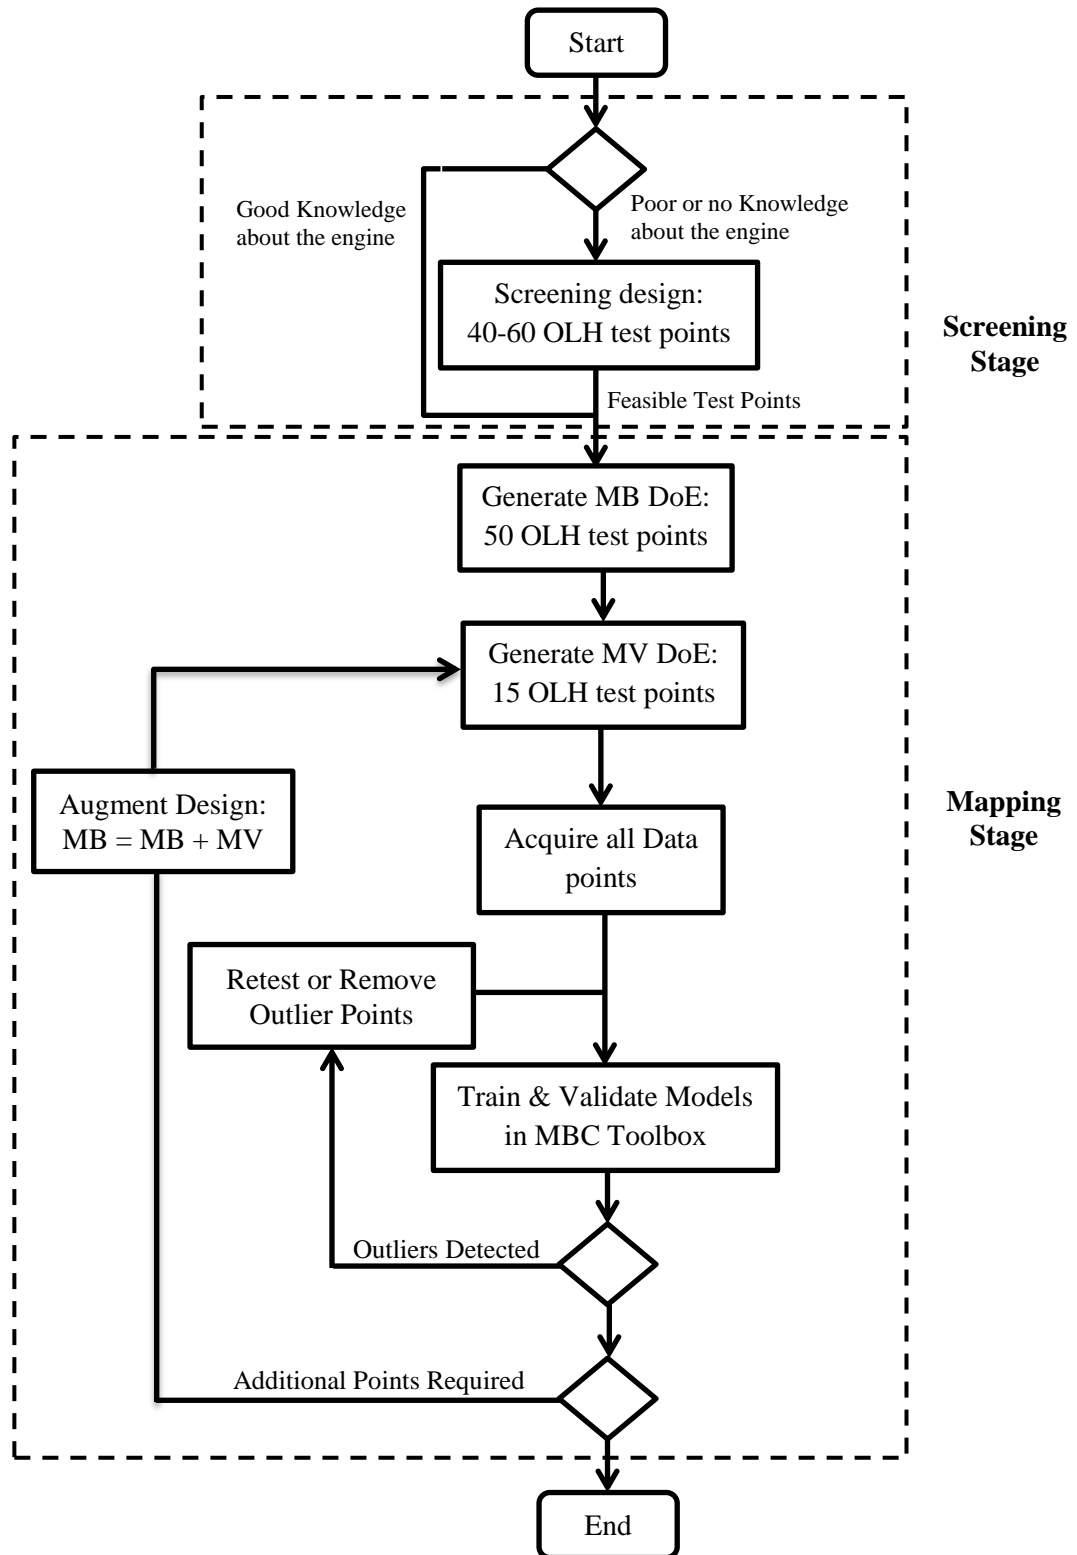 Start
Good Knowledge
about the engine
Poor or no Knowledge
about the engine
Screening design:
40-60 OLH test points
Screening
Stage
Feasible Test Points
Generate MB DoE:
50 OLH test points
Generate MV DoE:
15 OLH test points
Augment Design:
MB = MB + MV
Acquire all Data
points
Mapping
Stage
Retest or Remove
Outlier Points
Train & Validate Models
in MBC Toolbox
Outliers Detected
Additional Points Required
End